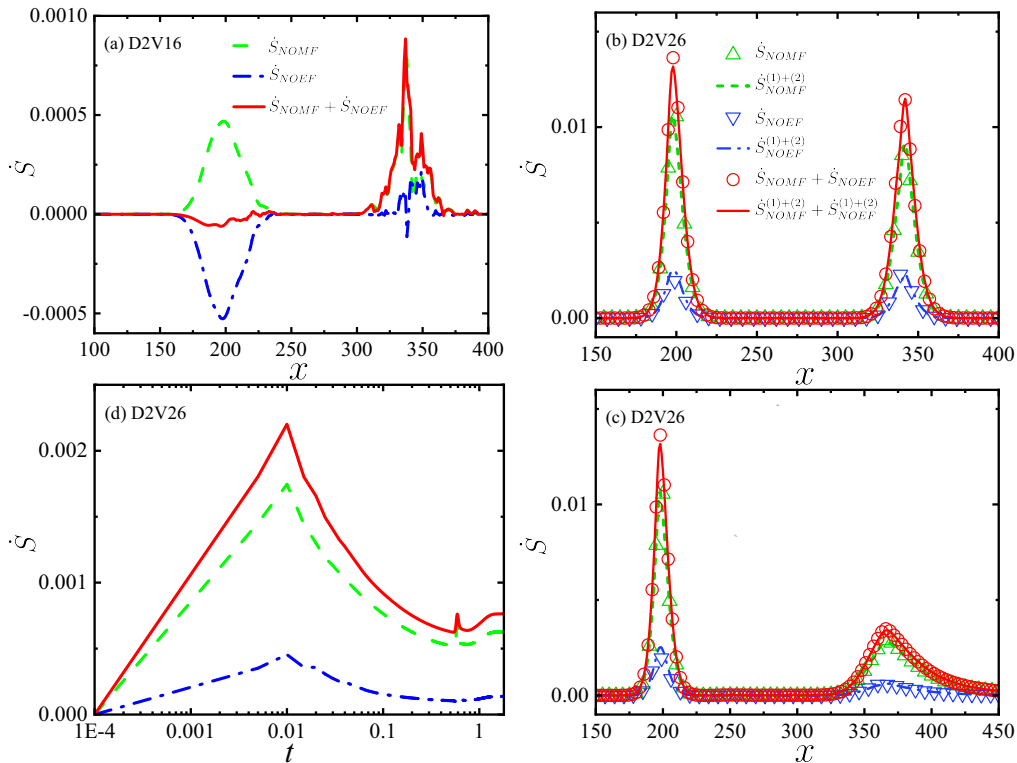 (a) D2V16
Ṡ_NOMF
Ṡ_NOEF
Ṡ_NOMF + Ṡ_NOEF
0.0010
0.0005
0.0000
-0.0005
Ṡ
100 150 200 250 300 350 400
x
(b) D2V26
Ṡ_NOMF
Ṡ_NOMF^(1)+(2)
Ṡ_NOEF
Ṡ_NOEF^(1)+(2)
Ṡ_NOMF + Ṡ_NOEF
Ṡ_NOMF^(1)+(2) + Ṡ_NOEF^(1)+(2)
0.01
0.00
Ṡ
150 200 250 300 350 400
x
(d) D2V26
0.002
0.001
0.000
Ṡ
1E-4 0.001 0.01 0.1 1
t
(c) D2V26
0.01
0.00
Ṡ
150 200 250 300 350 400 450
x